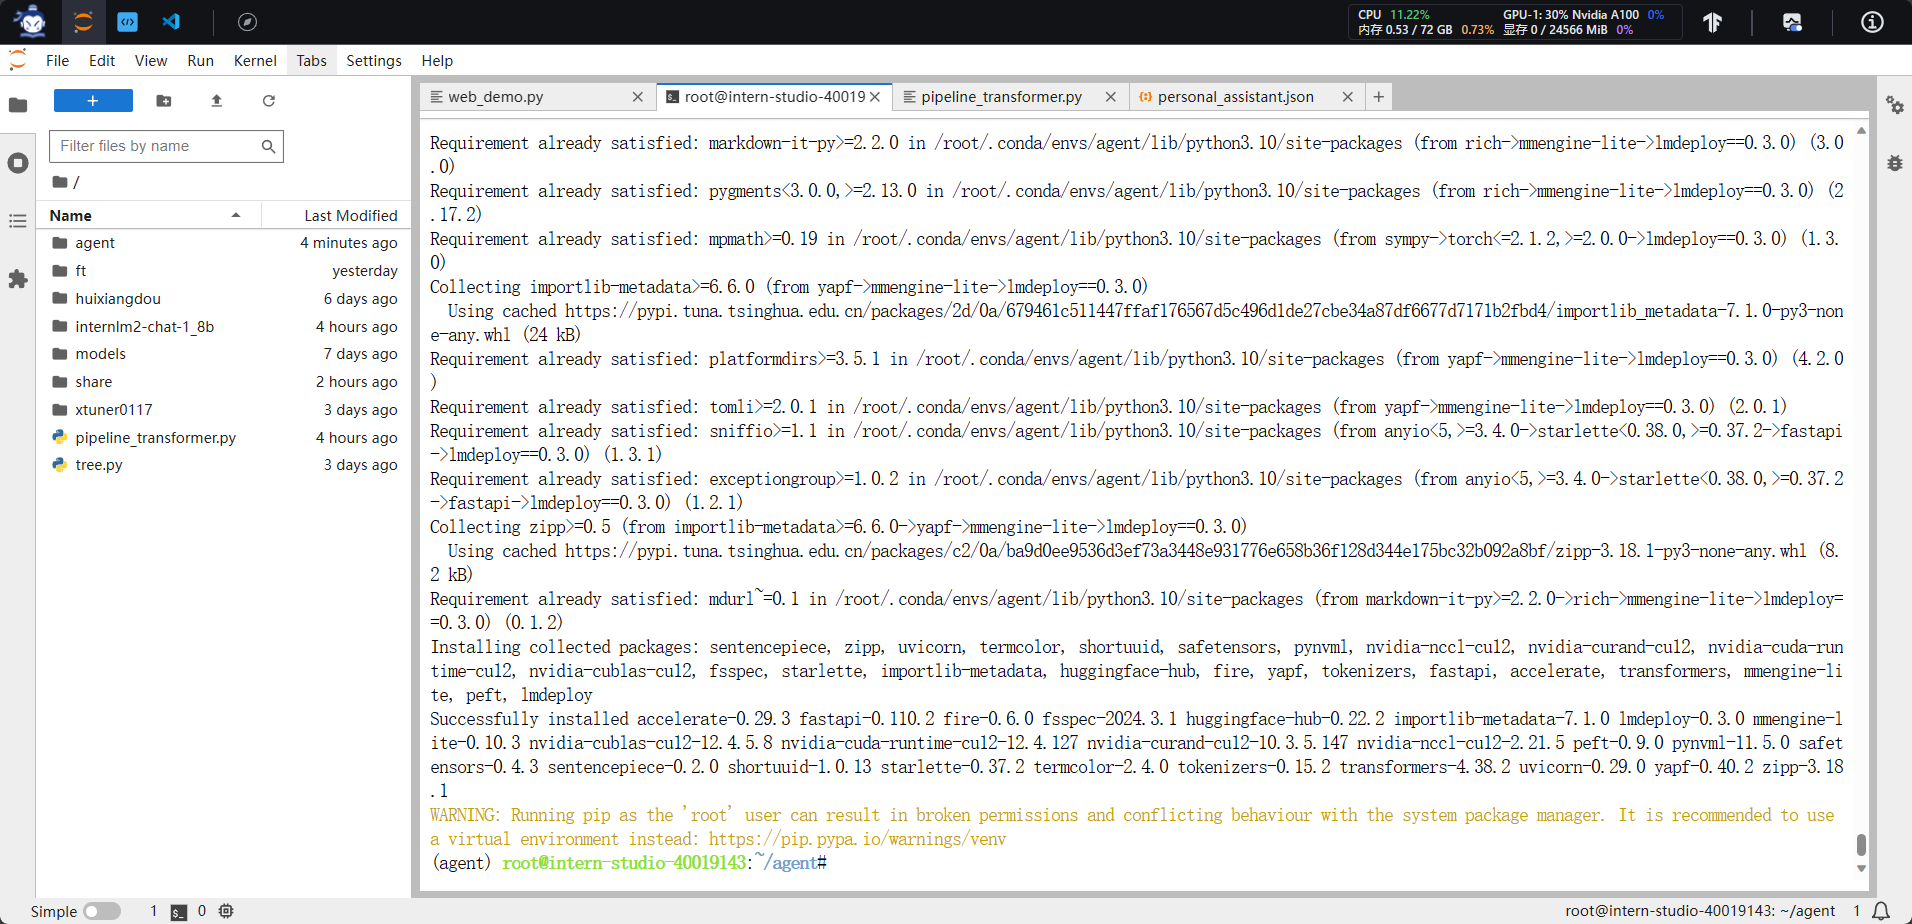 CPU 11.22%
GPU-1: 30% Nvidia A100 0%
内存 0.53 / 72 GB 0.73%
显存 0 / 24566 MiB 0%
File Edit View Run Kernel Tabs Settings Help
web_demo.py
root@intern-studio-40019
pipeline_transformer.py
personal_assistant.json
Filter files by name
/
Name Last Modified
agent 4 minutes ago
ft yesterday
huixiangdou 6 days ago
internlm2-chat-1_8b 4 hours ago
models 7 days ago
share 2 hours ago
xtuner0117 3 days ago
pipeline_transformer.py 4 hours ago
tree.py 3 days ago
Requirement already satisfied: markdown-it-py>=2.2.0 in /root/.conda/envs/agent/lib/python3.10/site-packages (from rich->mmengine-lite->lmdeploy==0.3.0) (3.0
.0)
Requirement already satisfied: pygments<3.0.0,>=2.13.0 in /root/.conda/envs/agent/lib/python3.10/site-packages (from rich->mmengine-lite->lmdeploy==0.3.0) (2
.17.2)
Requirement already satisfied: mpmath>=0.19 in /root/.conda/envs/agent/lib/python3.10/site-packages (from sympy->torch<=2.1.2,>=2.0.0->lmdeploy==0.3.0) (1.3.
0)
Collecting importlib-metadata>=6.6.0 (from yapf->mmengine-lite->lmdeploy==0.3.0)
Using cached https://pypi.tuna.tsinghua.edu.cn/packages/2d/0a/679461c511447ffaf176567d5c496d1de27cbe34a87df6677d7171b2fbd4/importlib_metadata-7.1.0-py3-non
e-any.whl (24 kB)
Requirement already satisfied: platformdirs>=3.5.1 in /root/.conda/envs/agent/lib/python3.10/site-packages (from yapf->mmengine-lite->lmdeploy==0.3.0) (4.2.0
)
Requirement already satisfied: tomli>=2.0.1 in /root/.conda/envs/agent/lib/python3.10/site-packages (from yapf->mmengine-lite->lmdeploy==0.3.0) (2.0.1)
Requirement already satisfied: sniffio>=1.1 in /root/.conda/envs/agent/lib/python3.10/site-packages (from anyio<5,>=3.4.0->starlette<0.38.0,>=0.37.2->fastapi
->lmdeploy==0.3.0) (1.3.1)
Requirement already satisfied: exceptiongroup>=1.0.2 in /root/.conda/envs/agent/lib/python3.10/site-packages (from anyio<5,>=3.4.0->starlette<0.38.0,>=0.37.2
->fastapi->lmdeploy==0.3.0) (1.2.1)
Collecting zipp>=0.5 (from importlib-metadata>=6.6.0->yapf->mmengine-lite->lmdeploy==0.3.0)
Using cached https://pypi.tuna.tsinghua.edu.cn/packages/c2/0a/ba9d0ee9536d3ef73a3448e931776e658b36f128d344e175bc32b092a8bf/zipp-3.18.1-py3-none-any.whl (8.
2 kB)
Requirement already satisfied: mdurl~=0.1 in /root/.conda/envs/agent/lib/python3.10/site-packages (from markdown-it-py>=2.2.0->rich->mmengine-lite->lmdeploy=
=0.3.0) (0.1.2)
Installing collected packages: sentencepiece, zipp, uvicorn, termcolor, shortuuid, safetensors, pynvml, nvidia-nccl-cu12, nvidia-curand-cu12, nvidia-cuda-run
time-cu12, nvidia-cublas-cu12, fsspec, starlette, importlib-metadata, huggingface-hub, fire, yapf, tokenizers, fastapi, accelerate, transformers, mmengine-li
te, peft, lmdeploy
Successfully installed accelerate-0.29.3 fastapi-0.110.2 fire-0.6.0 fsspec-2024.3.1 huggingface-hub-0.22.2 importlib-metadata-7.1.0 lmdeploy-0.3.0 mmengine-l
ite-0.10.3 nvidia-cublas-cu12-12.4.5.8 nvidia-cuda-runtime-cu12-12.4.127 nvidia-curand-cu12-10.3.5.147 nvidia-nccl-cu12-2.21.5 peft-0.9.0 pynvml-11.5.0 safet
ensors-0.4.3 sentencepiece-0.2.0 shortuuid-1.0.13 starlette-0.37.2 termcolor-2.4.0 tokenizers-0.15.2 transformers-4.38.2 uvicorn-0.29.0 yapf-0.40.2 zipp-3.18
.1
WARNING: Running pip as the 'root' user can result in broken permissions and conflicting behaviour with the system package manager. It is recommended to use
a virtual environment instead: https://pip.pypa.io/warnings/venv
(agent) root@intern-studio-40019143:~/agent#
Simple 1 0
root@intern-studio-40019143: ~/agent 1